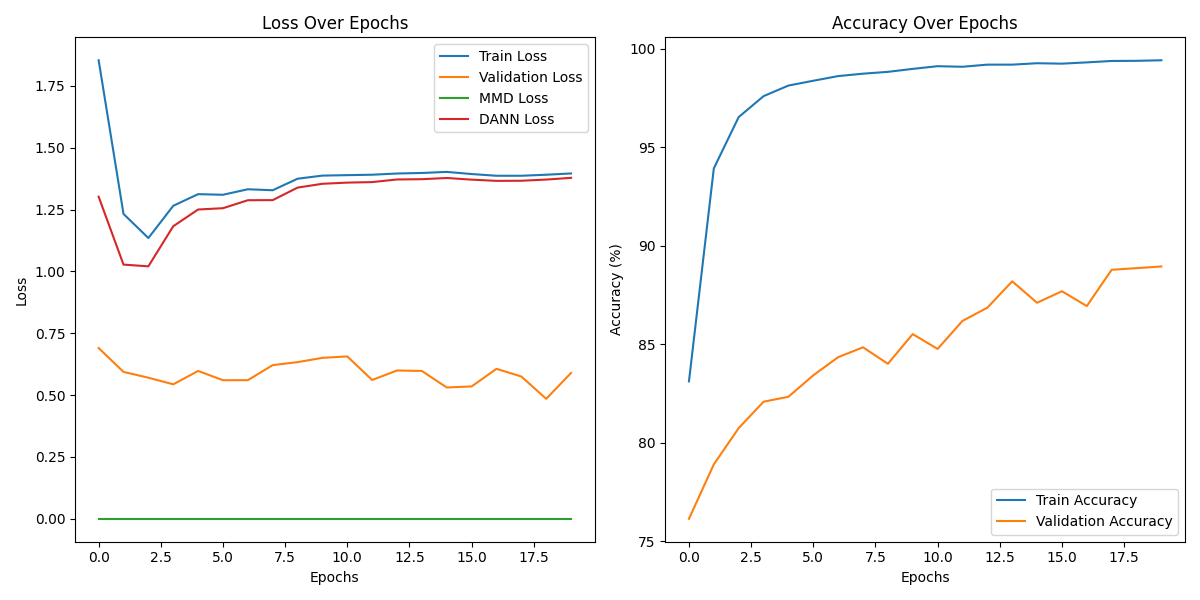 Loss Over Epochs
Train Loss
Validation Loss
MMD Loss
DANN Loss
1.75
1.50
1.25
1.00
0.75
0.50
0.25
0.00
Loss
0.0 2.5 5.0 7.5 10.0 12.5 15.0 17.5
Epochs
Accuracy Over Epochs
100
95
90
85
80
75
Accuracy (%)
Train Accuracy
Validation Accuracy
0.0 2.5 5.0 7.5 10.0 12.5 15.0 17.5
Epochs